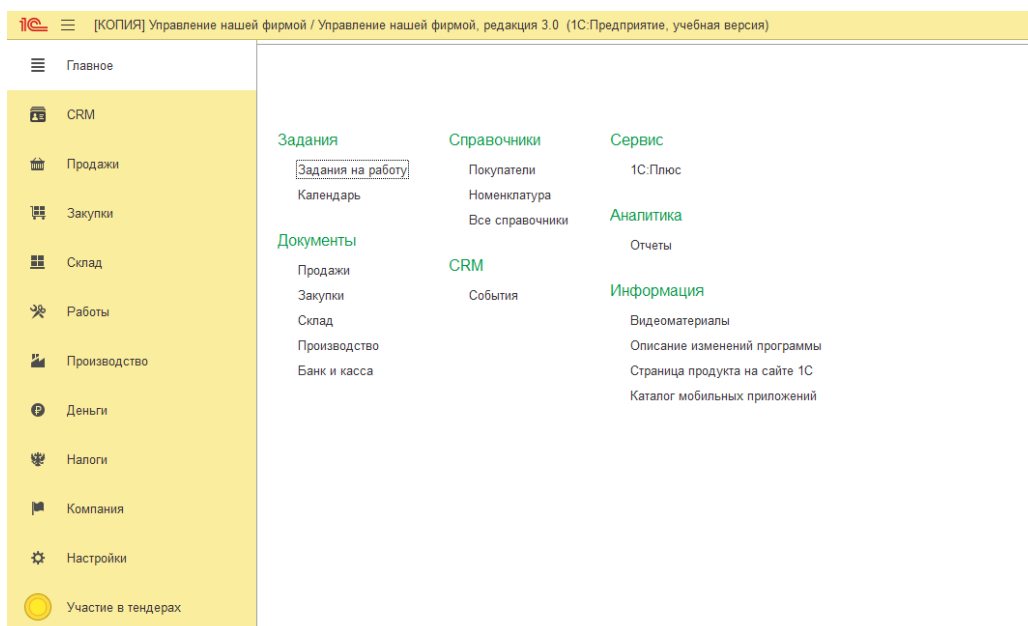 1С [КОПИЯ] Управление нашей фирмой / Управление нашей фирмой, редакция 3.0 (1С:Предприятие, учебная версия)
Главное
CRM
Продажи
Закупки
Склад
Работы
Производство
Деньги
Налоги
Компания
Настройки
Участие в тендерах
Задания
Задания на работу
Календарь
Документы
Продажи
Закупки
Склад
Производство
Банк и касса
Справочники
Покупатели
Номенклатура
Все справочники
CRM
События
Сервис
1С:Плюс
Аналитика
Отчеты
Информация
Видеоматериалы
Описание изменений программы
Страница продукта на сайте 1С
Каталог мобильных приложений